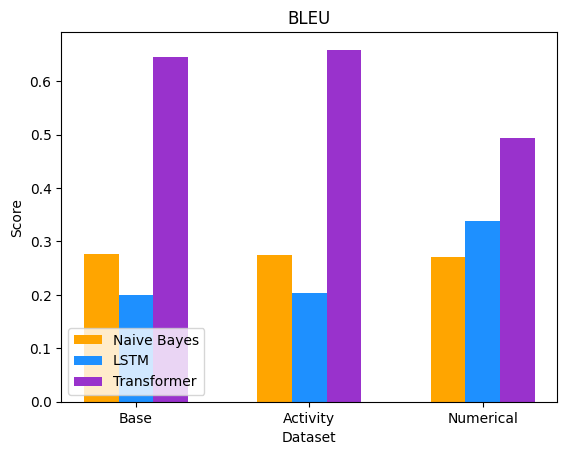 BLEU
Score
0.6
0.5
0.4
0.3
0.2
0.1
0.0
Naive Bayes
LSTM
Transformer
Base Activity Numerical
Dataset